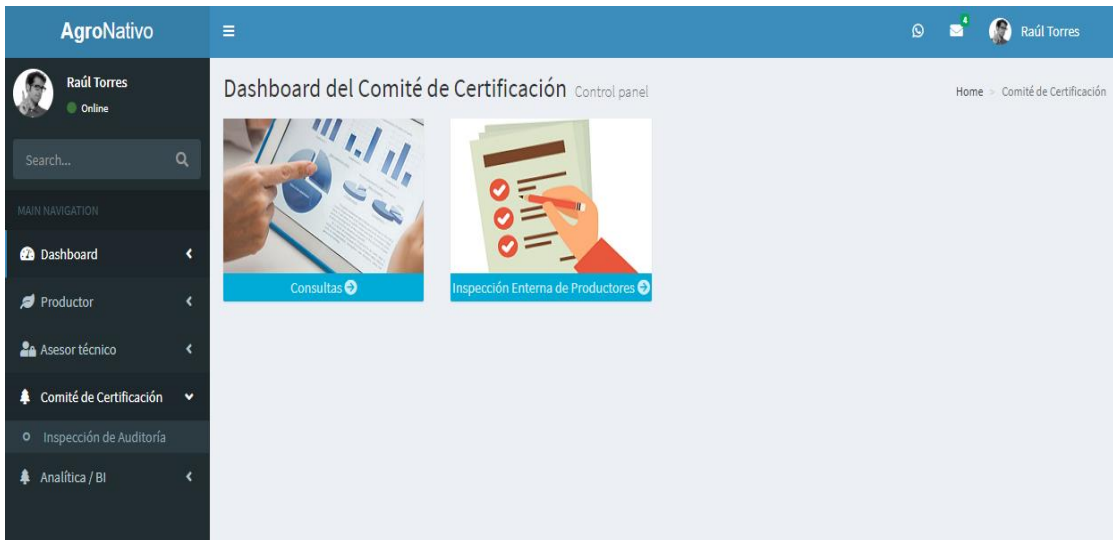 AgroNativo
4
Raúl Torres
Raúl Torres
Online
Search...
MAIN NAVIGATION
Dashboard
Productor
Asesor técnico
Comité de Certificación
Inspección de Auditoría
Analítica / BI
Dashboard del Comité de Certificación Control panel
Home > Comité de Certificación
Consultas
Inspección Enterna de Productores